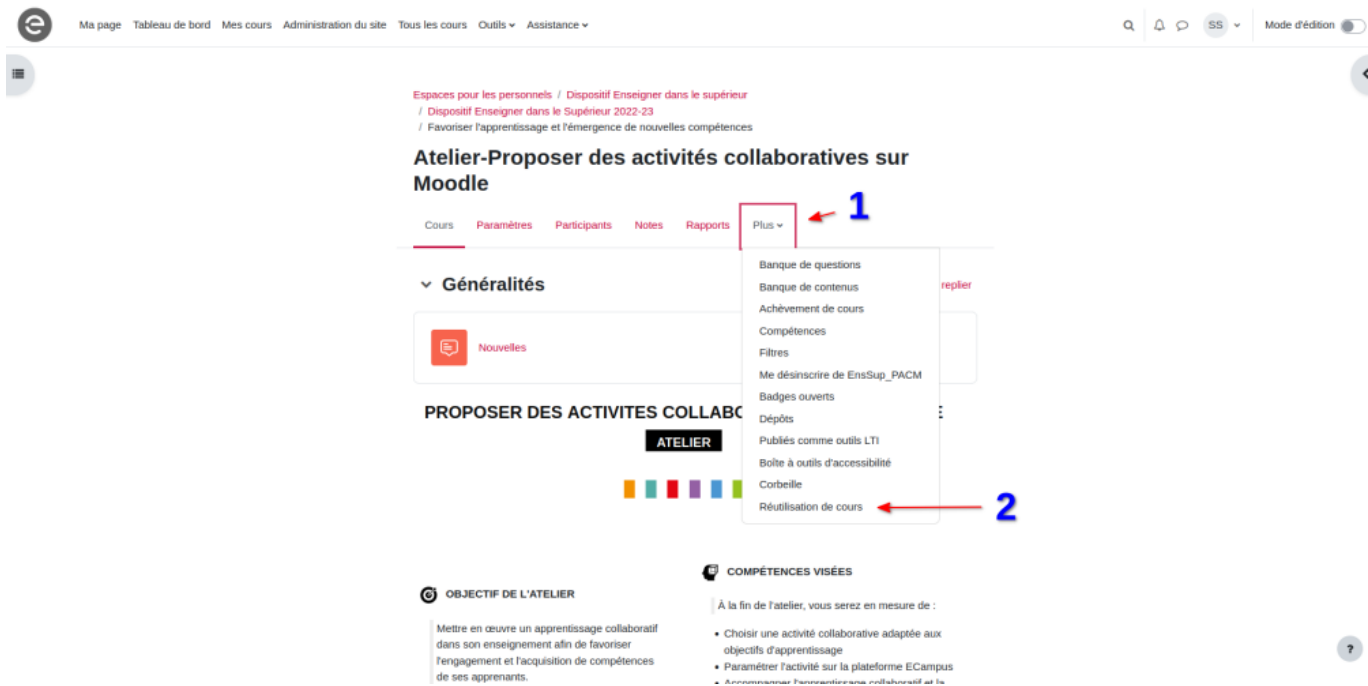 e
Ma page Tableau de bord Mes cours Administration du site Tous les cours Outils Assistance
SS
Mode d'édition
Espaces pour les personnels / Dispositif Enseigner dans le supérieur
/ Dispositif Enseigner dans le Supérieur 2022-23
/ Favoriser l'apprentissage et l'émergence de nouvelles compétences
Atelier-Proposer des activités collaboratives sur
Moodle
1
Cours Paramètres Participants Notes Rapports Plus
Banque de questions
Généralités
replier
Banque de contenus
Achèvement de cours
Compétences
Nouvelles
Filtres
Me désinscrire de EnsSup_PACM
Badges ouverts
PROPOSER DES ACTIVITES COLLABO
Dépôts
ATELIER
Publiés comme outils LTI
Boîte à outils d'accessibilité
Corbeille
Réutilisation de cours
2
OBJECTIF DE L'ATELIER
Mettre en œuvre un apprentissage collaboratif
dans son enseignement afin de favoriser
l'engagement et l'acquisition de compétences
de ses apprenants.
COMPÉTENCES VISÉES
À la fin de l'atelier, vous serez en mesure de :
• Choisir une activité collaborative adaptée aux
objectifs d'apprentissage
• Paramétrer l'activité sur la plateforme ECampus
• Accompagner l'apprentissage collaboratif et la
?